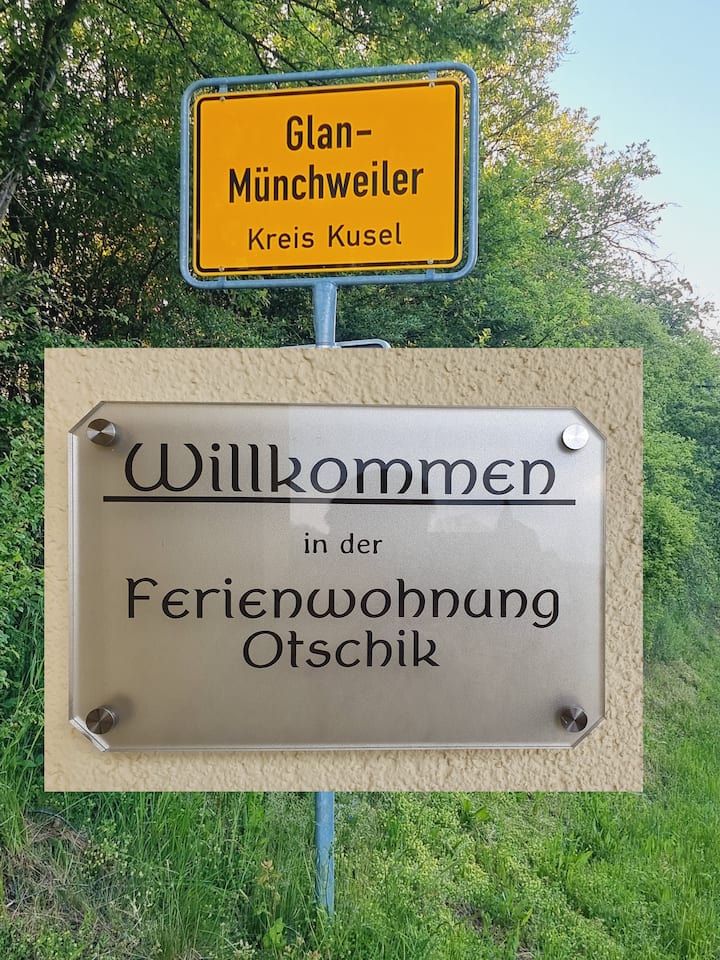 Glan-
Münchweiler
Kreis Kusel
Willkommen
in der
Ferienwohnung
Otschik